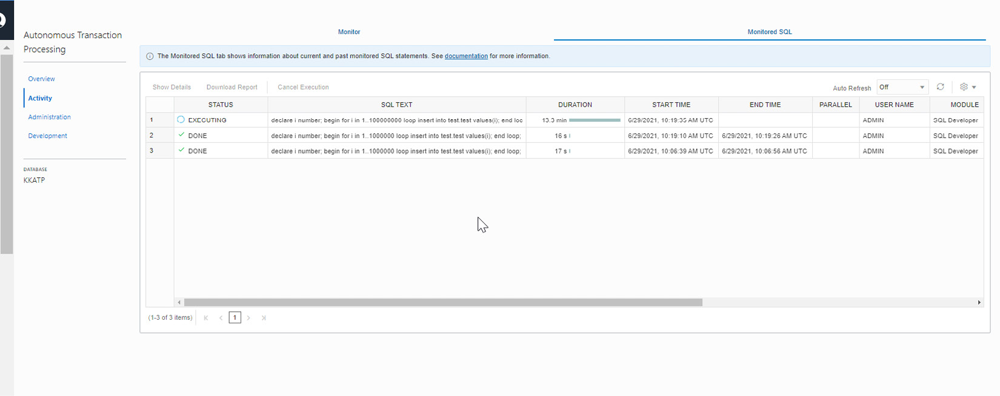 Autonomous Transaction
Processing
Overview
Activity
Administration
Development
DATABASE
KKATP
Monitor Monitored SQL
The Monitored SQL tab shows information about current and past monitored SQL statements. See documentation for more information.
Show Details Download Report Cancel Execution Auto Refresh Off
STATUS SQL TEXT DURATION START TIME END TIME PARALLEL USER NAME MODULE
1 EXECUTING declare i number; begin for i in 1..100000000 loop insert into test.test values(i); end loc 13.3 min 6/29/2021, 10:19:35 AM UTC ADMIN SQL Developer
2 DONE declare i number; begin for i in 1..1000000 loop insert into test.test values(i); end loop; 16 s 6/29/2021, 10:19:10 AM UTC 6/29/2021, 10:19:26 AM UTC ADMIN SQL Developer
3 DONE declare i number; begin for i in 1..1000000 loop insert into test.test values(i); end loop; 17 s 6/29/2021, 10:06:39 AM UTC 6/29/2021, 10:06:56 AM UTC ADMIN SQL Developer
(1-3 of 3 items) 1